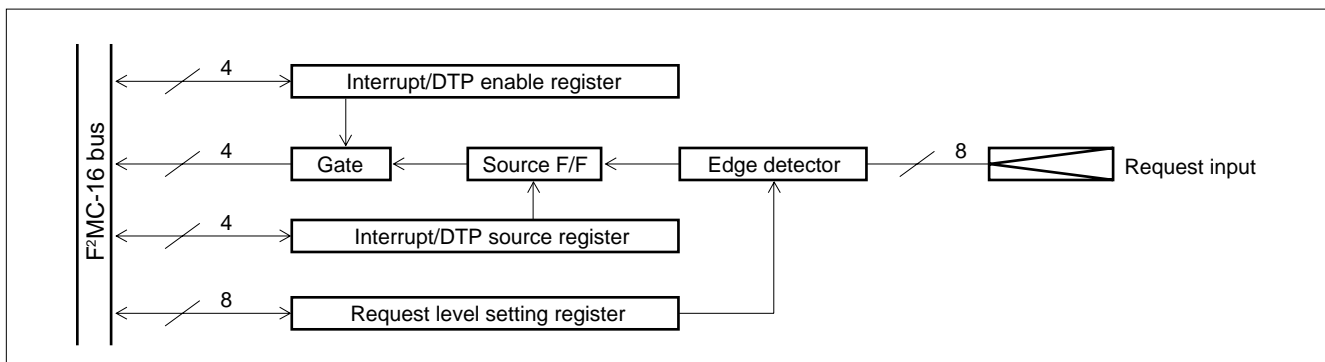 4
Interrupt/DTP enable register
F²MC-16 bus
4
Gate
Source F/F
Edge detector
8
Request input
4
Interrupt/DTP source register
8
Request level setting register